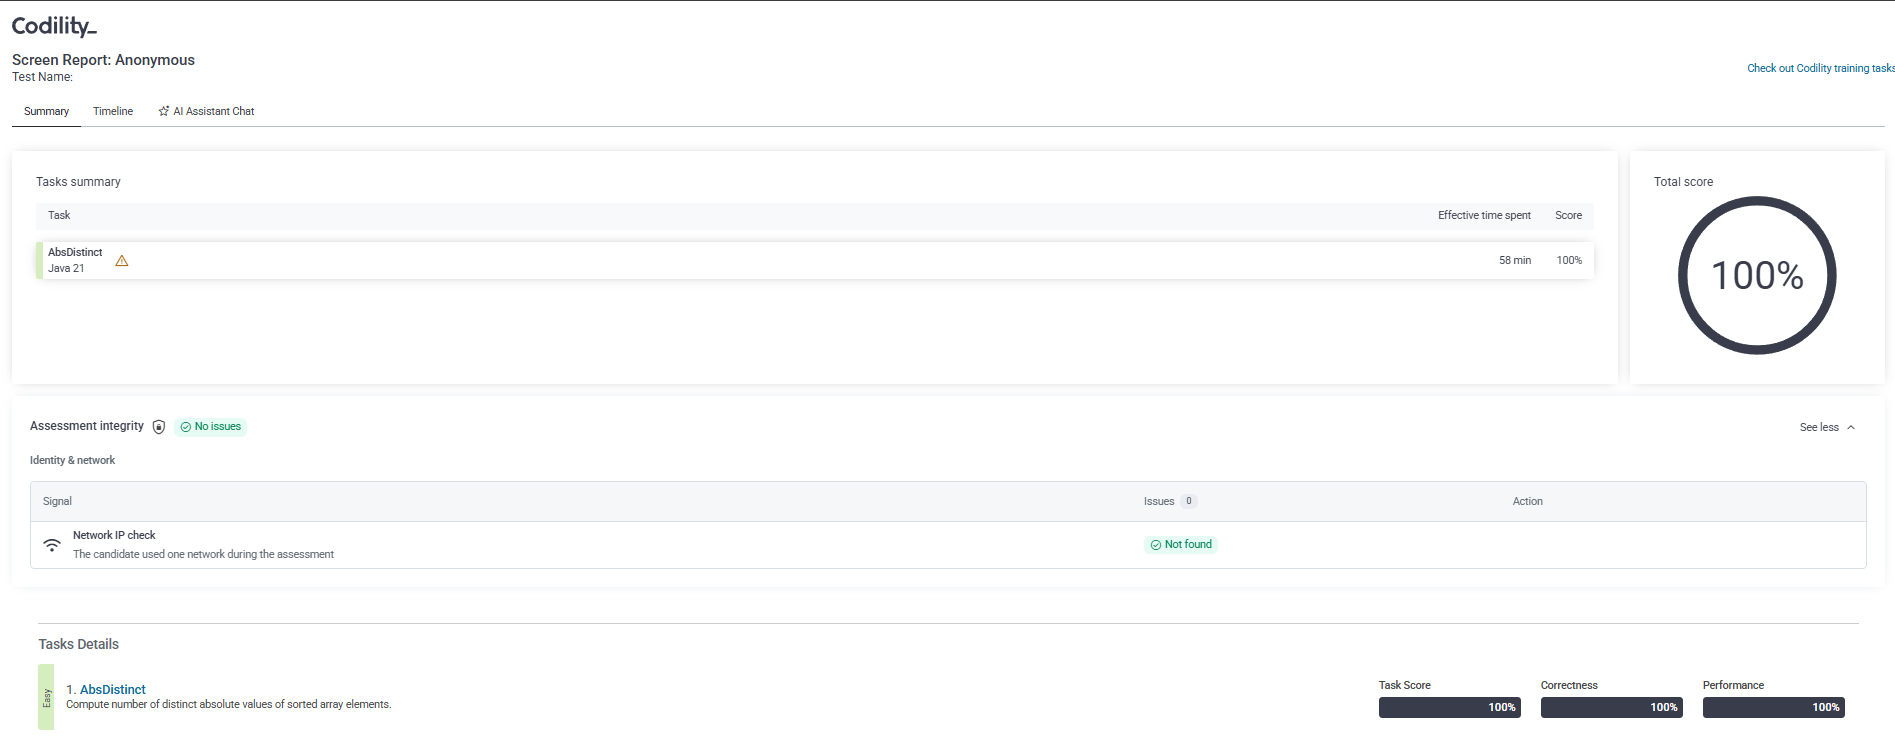 Codility_
Screen Report: Anonymous
Test Name:
Check out Codility training tasks
Summary Timeline AI Assistant Chat
Tasks summary
Task Effective time spent Score
AbsDistinct
Java 21
58 min 100%
Total score
100%
Assessment integrity No issues See less
Identity & network
Signal Issues 0 Action
Network IP check
The candidate used one network during the assessment
Not found
Tasks Details
Easy
1. AbsDistinct
Compute number of distinct absolute values of sorted array elements.
Task Score Correctness Performance
100% 100% 100%